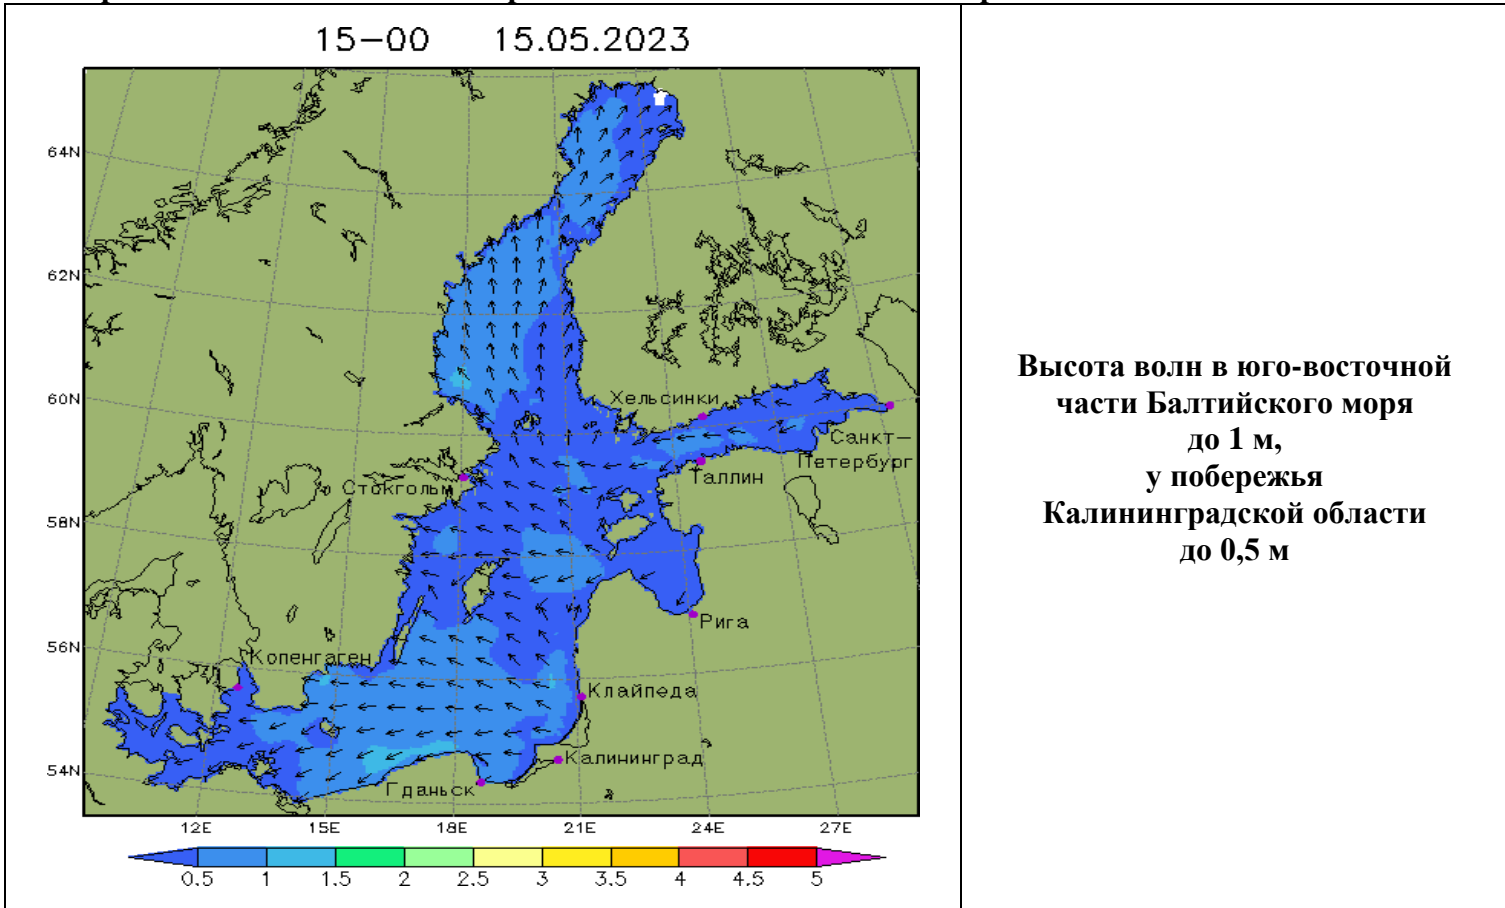 15-00 15.05.2023
64N
62N
60N
58N
56N
54N
Хельсинки
Санкт-
Петербург
Таллин
Стокгольм
Рига
Копенгаген
Клайпеда
Калининград
Гданьск
12E 15E 18E 21E 24E 27E
0.5 1 1.5 2 2.5 3 3.5 4 4.5 5
Высота волн в юго-восточной
части Балтийского моря
до 1 м,
у побережья
Калининградской области
до 0,5 м